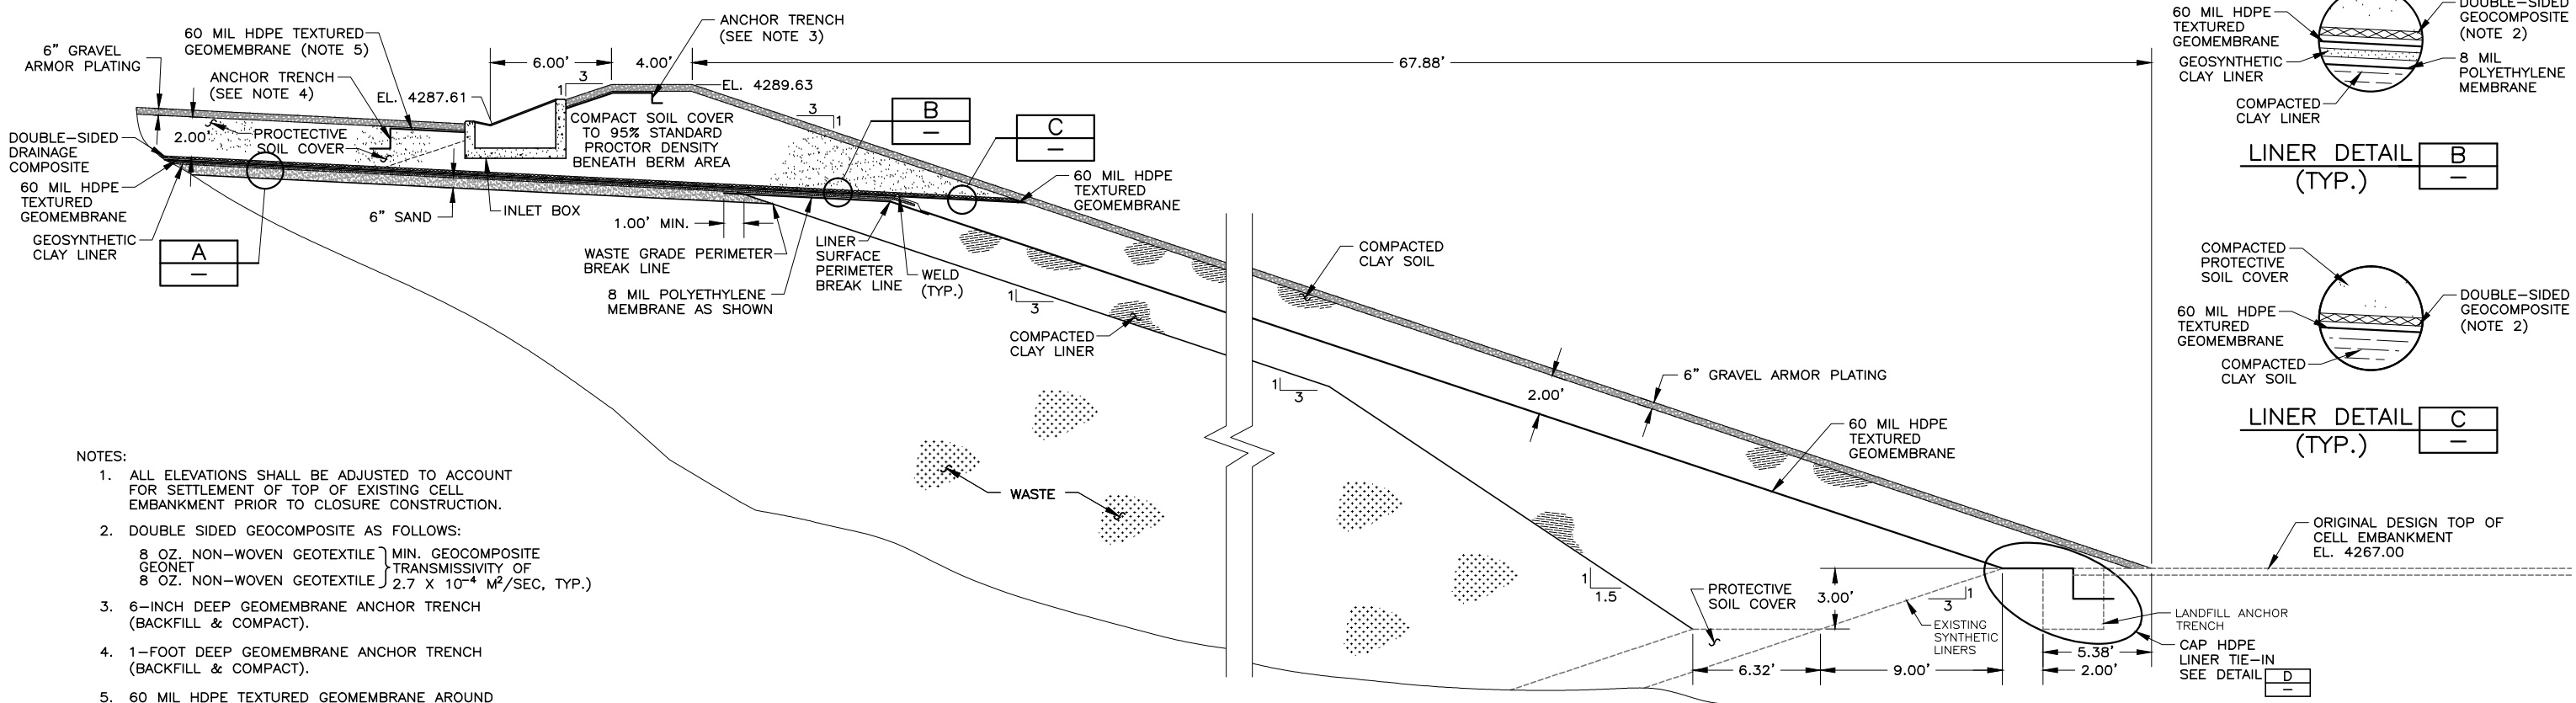 6" GRAVEL
ARMOR PLATING
60 MIL HDPE TEXTURED
GEOMEMBRANE (NOTE 5)
ANCHOR TRENCH
(SEE NOTE 4)
EL. 4287.61
6.00'
3
1
4.00'
ANCHOR TRENCH
(SEE NOTE 3)
EL. 4289.63
67.88'
3
1
DOUBLE-SIDED
DRAINAGE
COMPOSITE
2.00'
PROCTECTIVE
SOIL COVER
COMPACT SOIL COVER
TO 95% STANDARD
PROCTOR DENSITY
BENEATH BERM AREA
B
–
C
–
60 MIL HDPE
TEXTURED
GEOMEMBRANE
GEOSYNTHETIC
CLAY LINER
A
–
6" SAND
INLET BOX
1.00' MIN.
WASTE GRADE PERIMETER
BREAK LINE
8 MIL POLYETHYLENE
MEMBRANE AS SHOWN
LINER
SURFACE
PERIMETER
BREAK LINE
WELD
(TYP.)
60 MIL HDPE
TEXTURED
GEOMEMBRANE
1
3
COMPACTED
CLAY LINER
COMPACTED
CLAY SOIL
1
3
2.00'
6" GRAVEL ARMOR PLATING
60 MIL HDPE
TEXTURED
GEOMEMBRANE
WASTE
1
1.5
PROTECTIVE
SOIL COVER
3.00'
3
1
EXISTING
SYNTHETIC
LINERS
6.32'
9.00'
5.38'
2.00'
ORIGINAL DESIGN TOP OF
CELL EMBANKMENT
EL. 4267.00
LANDFILL ANCHOR
TRENCH
CAP HDPE
LINER TIE-IN
SEE DETAIL D
–
60 MIL HDPE
TEXTURED
GEOMEMBRANE
GEOSYNTHETIC
CLAY LINER
COMPACTED
CLAY LINER
DOUBLE-SIDED
GEOCOMPOSITE
(NOTE 2)
8 MIL
POLYETHYLENE
MEMBRANE
LINER DETAIL B
(TYP.) –
COMPACTED
PROTECTIVE
SOIL COVER
60 MIL HDPE
TEXTURED
GEOMEMBRANE
COMPACTED
CLAY SOIL
DOUBLE-SIDED
GEOCOMPOSITE
(NOTE 2)
LINER DETAIL C
(TYP.) –
NOTES:
1. ALL ELEVATIONS SHALL BE ADJUSTED TO ACCOUNT
FOR SETTLEMENT OF TOP OF EXISTING CELL
EMBANKMENT PRIOR TO CLOSURE CONSTRUCTION.
2. DOUBLE SIDED GEOCOMPOSITE AS FOLLOWS:
8 OZ. NON-WOVEN GEOTEXTILE
GEONET
8 OZ. NON-WOVEN GEOTEXTILE
MIN. GEOCOMPOSITE
TRANSMISSIVITY OF
2.7 X 10⁻⁴ M²/SEC, TYP.)
3. 6-INCH DEEP GEOMEMBRANE ANCHOR TRENCH
(BACKFILL & COMPACT).
4. 1-FOOT DEEP GEOMEMBRANE ANCHOR TRENCH
(BACKFILL & COMPACT).
5. 60 MIL HDPE TEXTURED GEOMEMBRANE AROUND